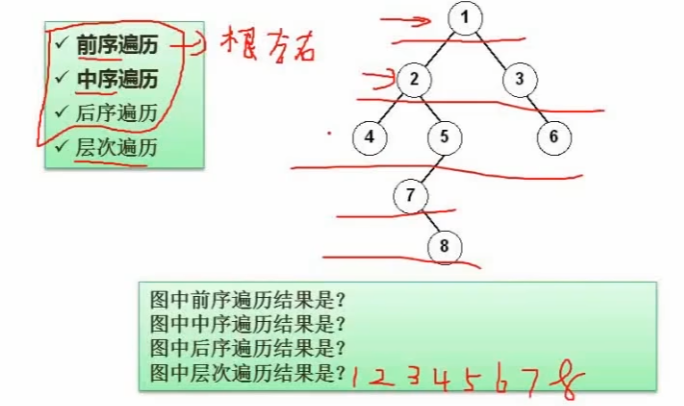 ✓ 前序遍历 → 根左右
✓ 中序遍历
✓ 后序遍历
✓ 层次遍历
1
2 3
4 5 6
7
8
图中前序遍历结果是?
图中中序遍历结果是?
图中后序遍历结果是?
图中层次遍历结果是? 1 2 3 4 5 6 7 8